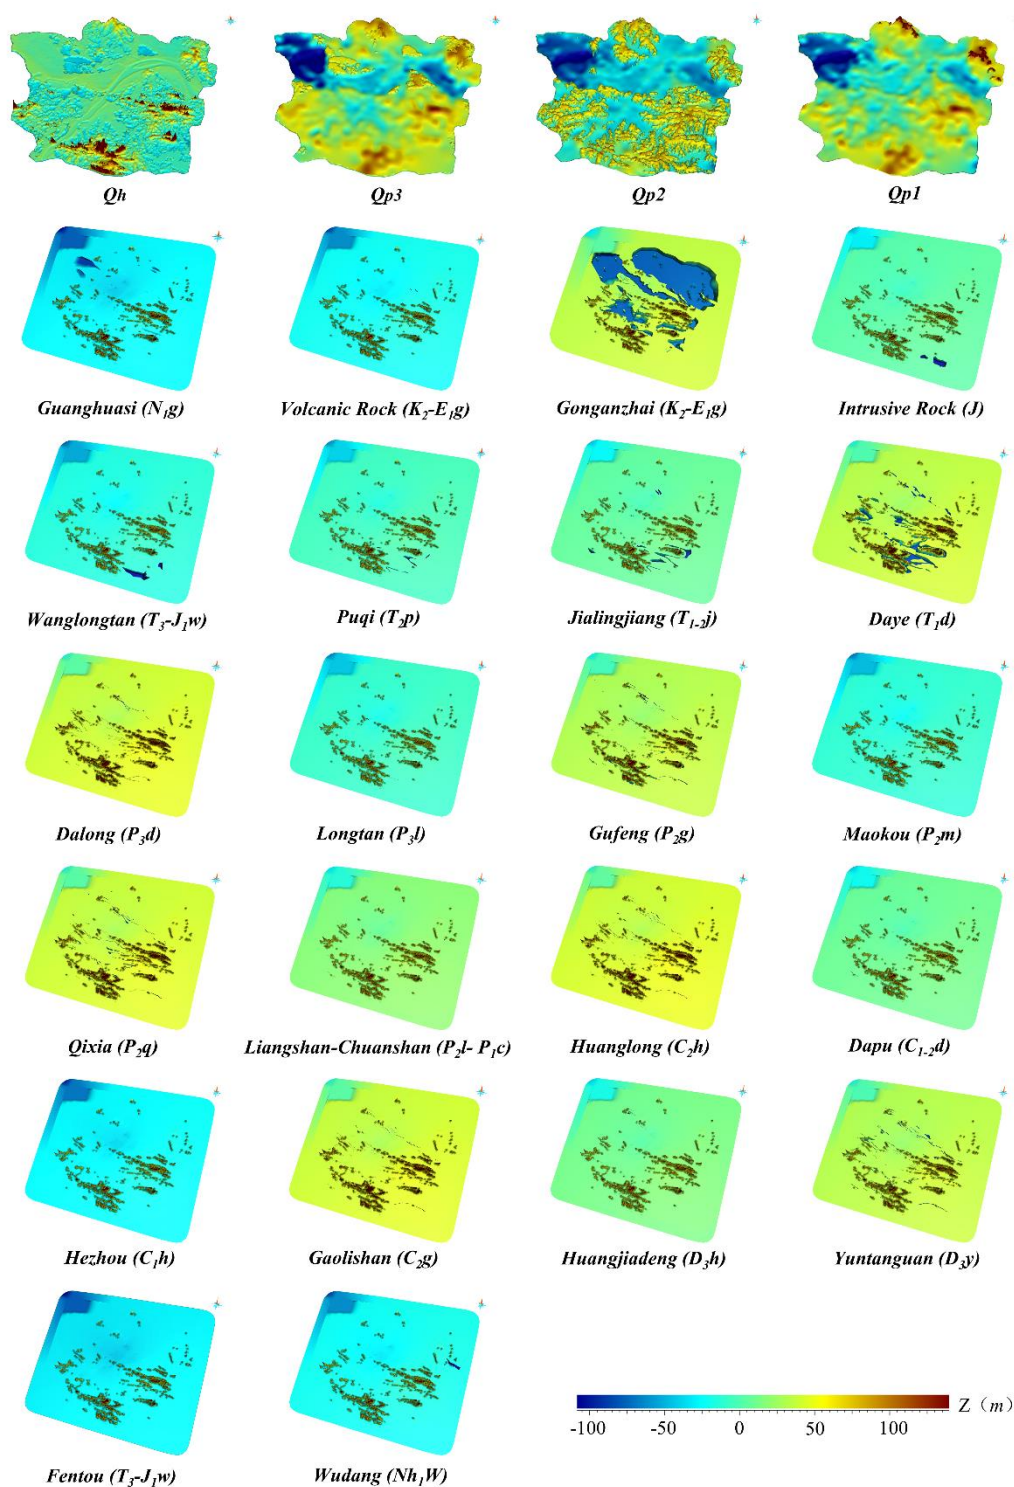 Qh Qp3 Qp2 Qp1
Guanghuasi (N₁g) Volcanic Rock (K₂-E₁g) Gonganzhai (K₂-E₁g) Intrusive Rock (J)
Wanglongtan (T₃-J₁w) Puqi (T₂p) Jialingjiang (T₁₋₂j) Daye (T₁d)
Dalong (P₃d) Longtan (P₃l) Gufeng (P₂g) Maokou (P₂m)
Qixia (P₂q) Liangshan-Chuanshan (P₂l- P₁c) Huanglong (C₂h) Dapu (C₁₋₂d)
Hezhou (C₁h) Gaolishan (C₂g) Huangjiadeng (D₃h) Yuntanguan (D₃y)
Z（m）
-100 -50 0 50 100
Fentou (T₃-J₁w) Wudang (Nh₁W)